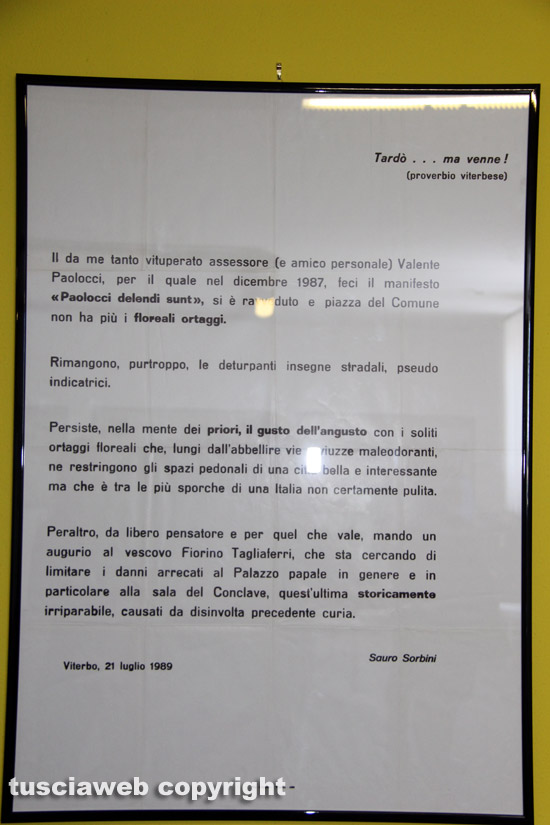 Tardò . . . ma venne !
(proverbio viterbese)
Il da me tanto vituperato assessore (e amico personale) Valente
Paolocci, per il quale nel dicembre 1987, feci il manifesto
«Paolocci delendi sunt», si è duto e piazza del Comune
non ha più i floreali ortaggi.
Rimangono, purtroppo, le deturpanti insegne stradali, pseudo
indicatrici.
Persiste, nella mente dei priori, il gusto dell'angusto con i soliti
ortaggi floreali che, lungi dall'abbellire vie iuzze maleodoranti,
ne restringono gli spazi pedonali di una città bella e interessante
ma che è tra le più sporche di una Italia non certamente pulita.
Peraltro, da libero pensatore e per quel che vale, mando un
augurio al vescovo Fiorino Tagliaferri, che sta cercando di
limitare i danni arrecati al Palazzo papale in genere e in
particolare alla sala del Conclave, quest'ultima storicamente
irriparabile, causati da disinvolta precedente curia.
Sauro Sorbini
Viterbo, 21 luglio 1989
tusciaweb copyright -